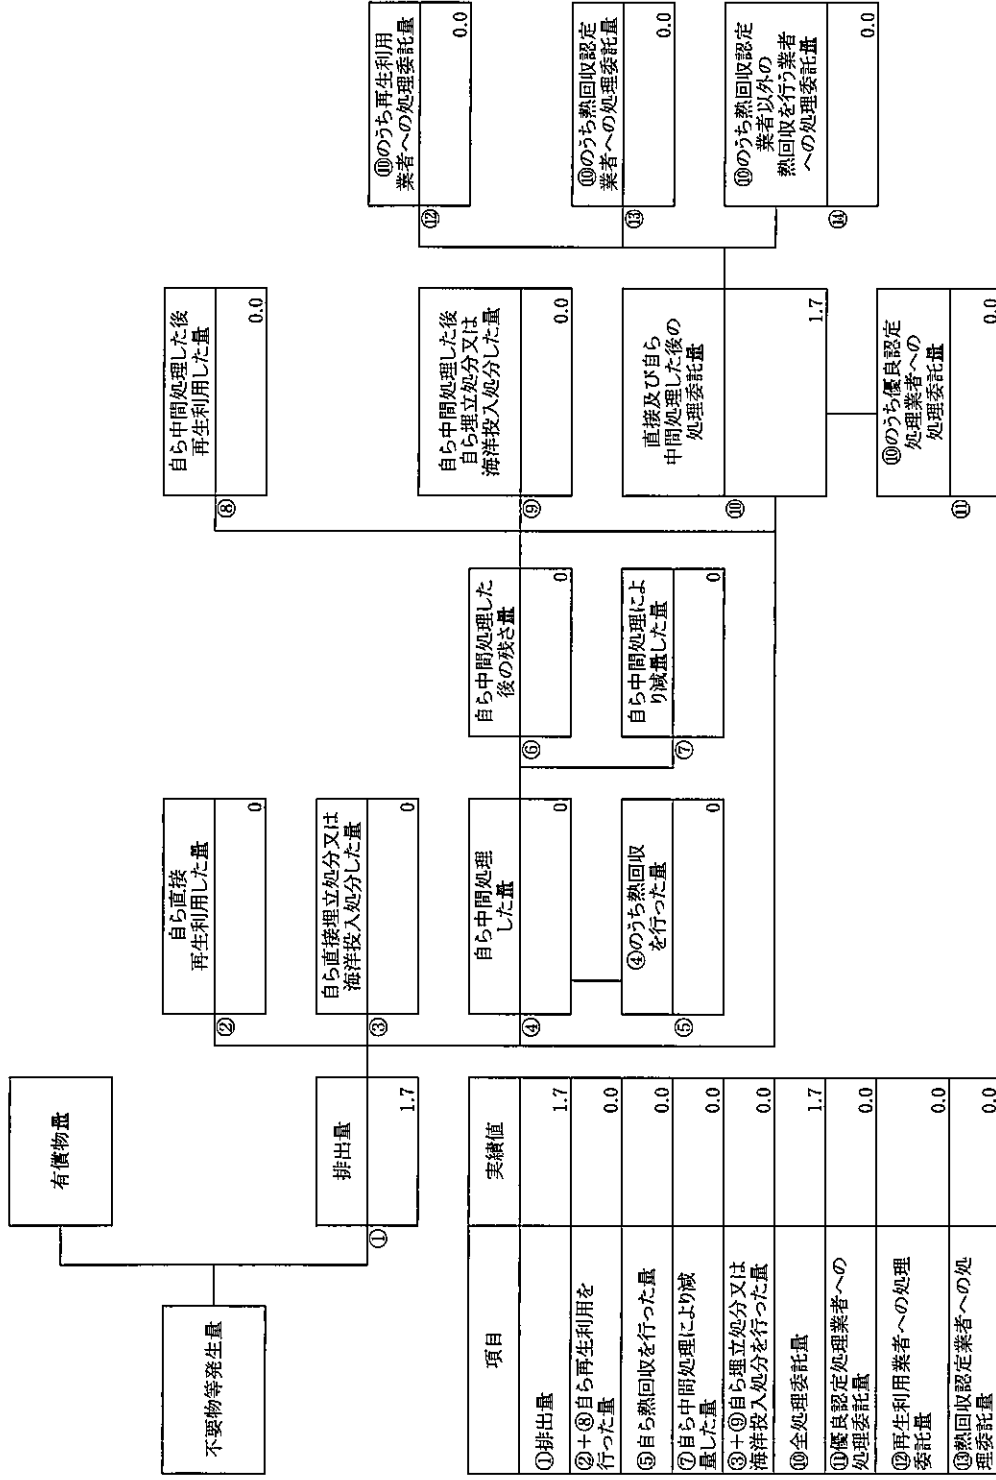 不要物等発生量
有償物量
①
排出量
1.7
②
自ら直接
再生利用した量
0
③
自ら直接埋立処分又は
海洋投入処分した量
0
④
自ら中間処理
した量
0
⑤
④のうち熱回収
を行った量
0
⑥
自ら中間処理した
後の残さ量
0
⑦
自ら中間処理によ
り減量した量
0
⑧
自ら中間処理した後
再生利用した量
0.0
⑨
自ら中間処理した後
自ら埋立処分又は
海洋投入処分した量
0.0
⑩
直接及び自ら
中間処理した後の
処理委託量
1.7
⑪
⑩のうち優良認定
処理業者への
処理委託量
0.0
⑫
⑩のうち再生利用
業者への処理委託量
0.0
⑬
⑩のうち熱回収認定
業者への処理委託量
0.0
⑭
⑩のうち熱回収認定
業者以外の
熱回収を行う業者
への処理委託量
0.0
項目 実績値
①排出量 1.7
②+⑧自ら再生利用を
行った量 0.0
⑤自ら熱回収を行った量 0.0
⑦自ら中間処理により減
量した量 0.0
③+⑨自ら埋立処分又は
海洋投入処分を行った量 0.0
⑩全処理委託量 1.7
⑪優良認定処理業者への
処理委託量 0.0
⑫再生利用業者への処理
委託量 0.0
⑬熱回収認定業者への処
理委託量 0.0